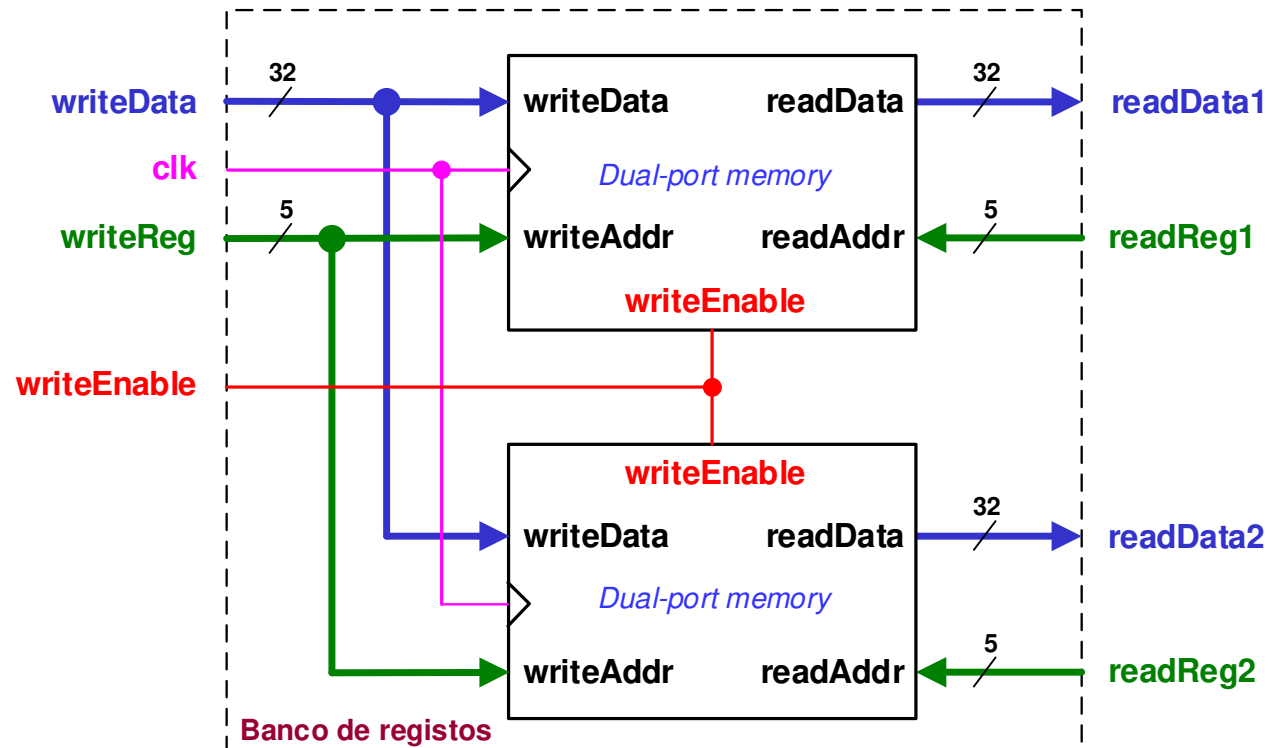 32 32
writeData writeData readData readData1
clk Dual-port memory
5 5
writeReg writeAddr readAddr readReg1
writeEnable
writeEnable
writeEnable
32
writeData readData readData2
Dual-port memory
5
writeAddr readAddr readReg2
Banco de registos